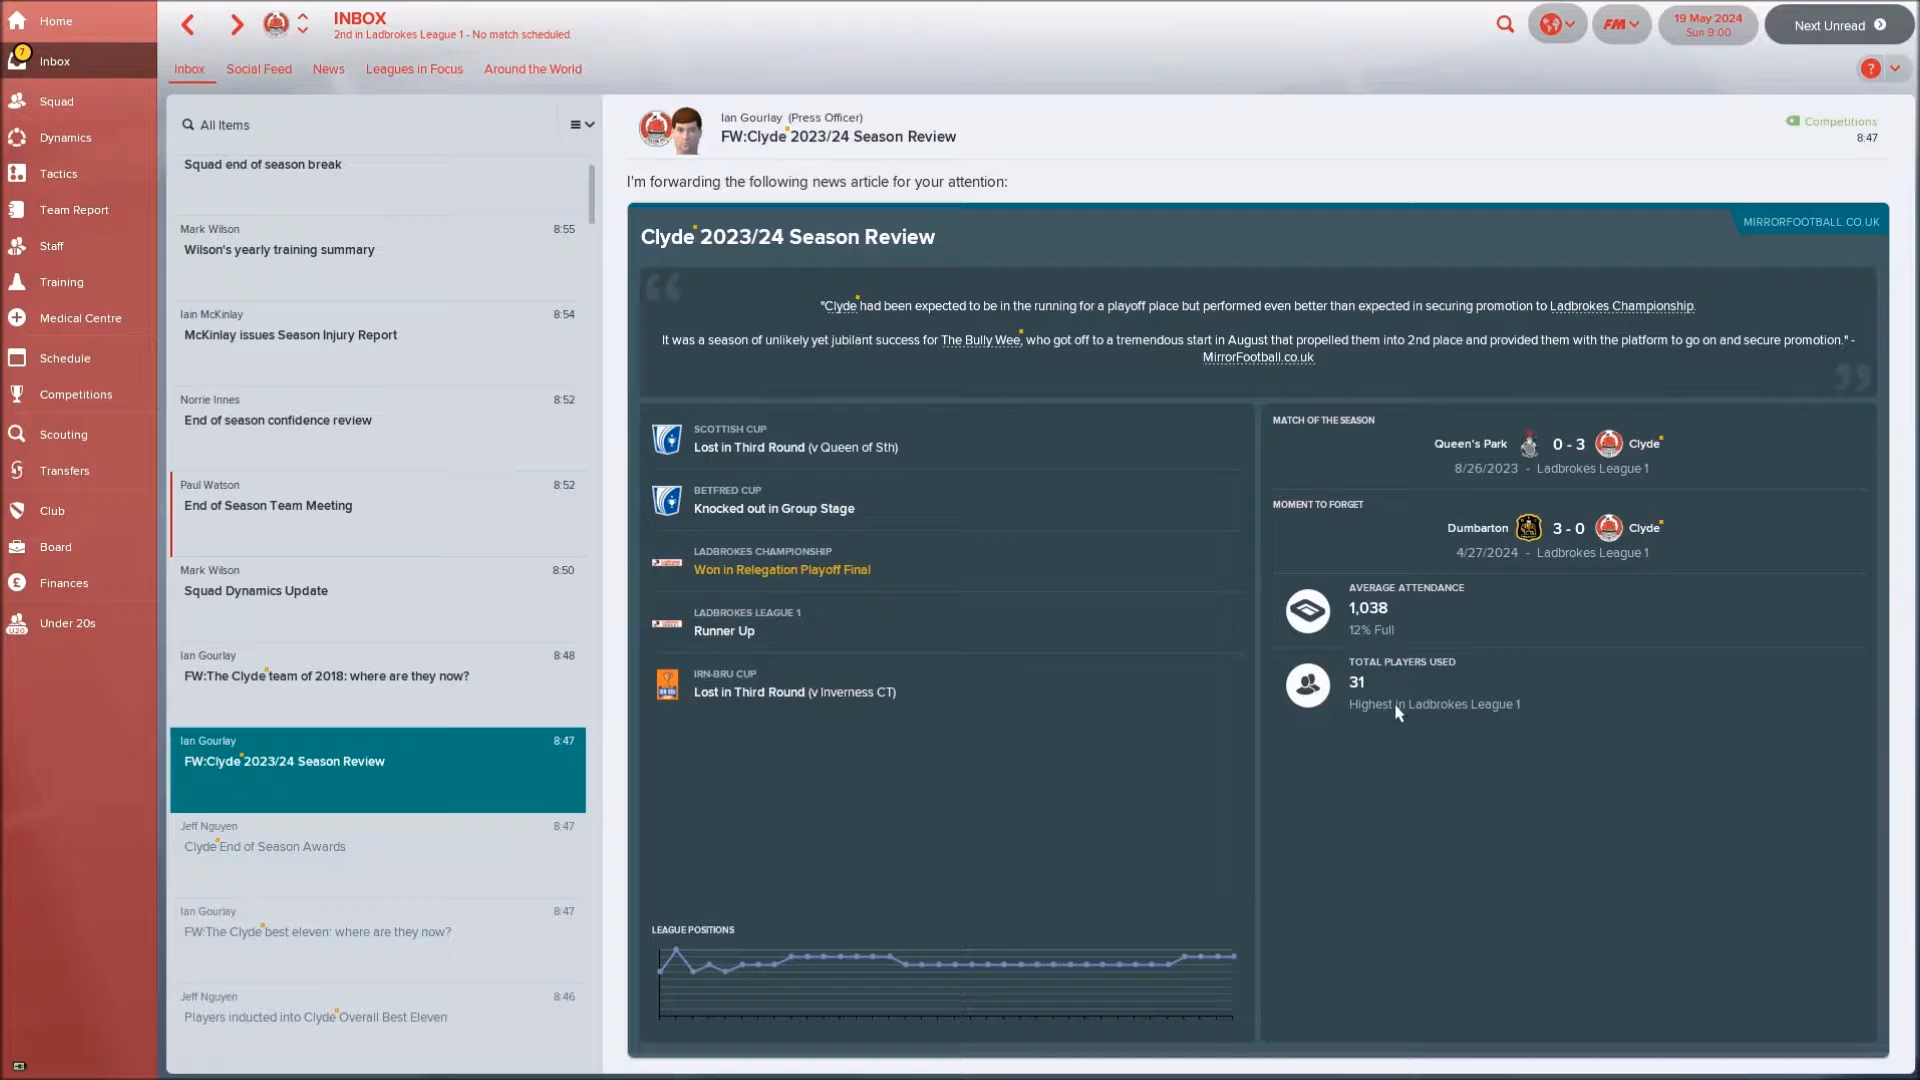 Home
7
Inbox
Squad
Dynamics
Tactics
Team Report
Staff
Training
Medical Centre
Schedule
Competitions
Scouting
Transfers
Club
Board
Finances
Under 20s
U20
INBOX
2nd in Ladbrokes League 1 - No match scheduled.
FM
19 May 2024
Sun 9:00
Next Unread
Inbox
Social Feed
News
Leagues in Focus
Around the World
?
All Items
Squad end of season break
Mark Wilson 8:55
Wilson's yearly training summary
Iain McKinlay 8:54
McKinlay issues Season Injury Report
Norrie Innes 8:52
End of season confidence review
Paul Watson 8:52
End of Season Team Meeting
Mark Wilson 8:50
Squad Dynamics Update
Ian Gourlay 8:48
FW:The Clyde team of 2018: where are they now?
Ian Gourlay 8:47
FW:Clyde 2023/24 Season Review
Jeff Nguyen 8:47
Clyde End of Season Awards
Ian Gourlay 8:47
FW:The Clyde best eleven: where are they now?
Jeff Nguyen 8:46
Players inducted into Clyde Overall Best Eleven
Ian Gourlay (Press Officer)
FW:Clyde 2023/24 Season Review
Competitions
8:47
I'm forwarding the following news article for your attention:
MIRRORFOOTBALL.CO.UK
Clyde 2023/24 Season Review
"Clyde had been expected to be in the running for a playoff place but performed even better than expected in securing promotion to Ladbrokes Championship.
It was a season of unlikely yet jubilant success for The Bully Wee, who got off to a tremendous start in August that propelled them into 2nd place and provided them with the platform to go on and secure promotion." -
MirrorFootball.co.uk
SCOTTISH CUP
Lost in Third Round (v Queen of Sth)
BETFRED CUP
Knocked out in Group Stage
LADBROKES CHAMPIONSHIP
Won in Relegation Playoff Final
LADBROKES LEAGUE 1
Runner Up
IRN-BRU CUP
Lost in Third Round (v Inverness CT)
LEAGUE POSITIONS
MATCH OF THE SEASON
Queen's Park 0 - 3 Clyde
8/26/2023 - Ladbrokes League 1
MOMENT TO FORGET
Dumbarton 3 - 0 Clyde
4/27/2024 - Ladbrokes League 1
AVERAGE ATTENDANCE
1,038
12% Full
TOTAL PLAYERS USED
31
Highest in Ladbrokes League 1